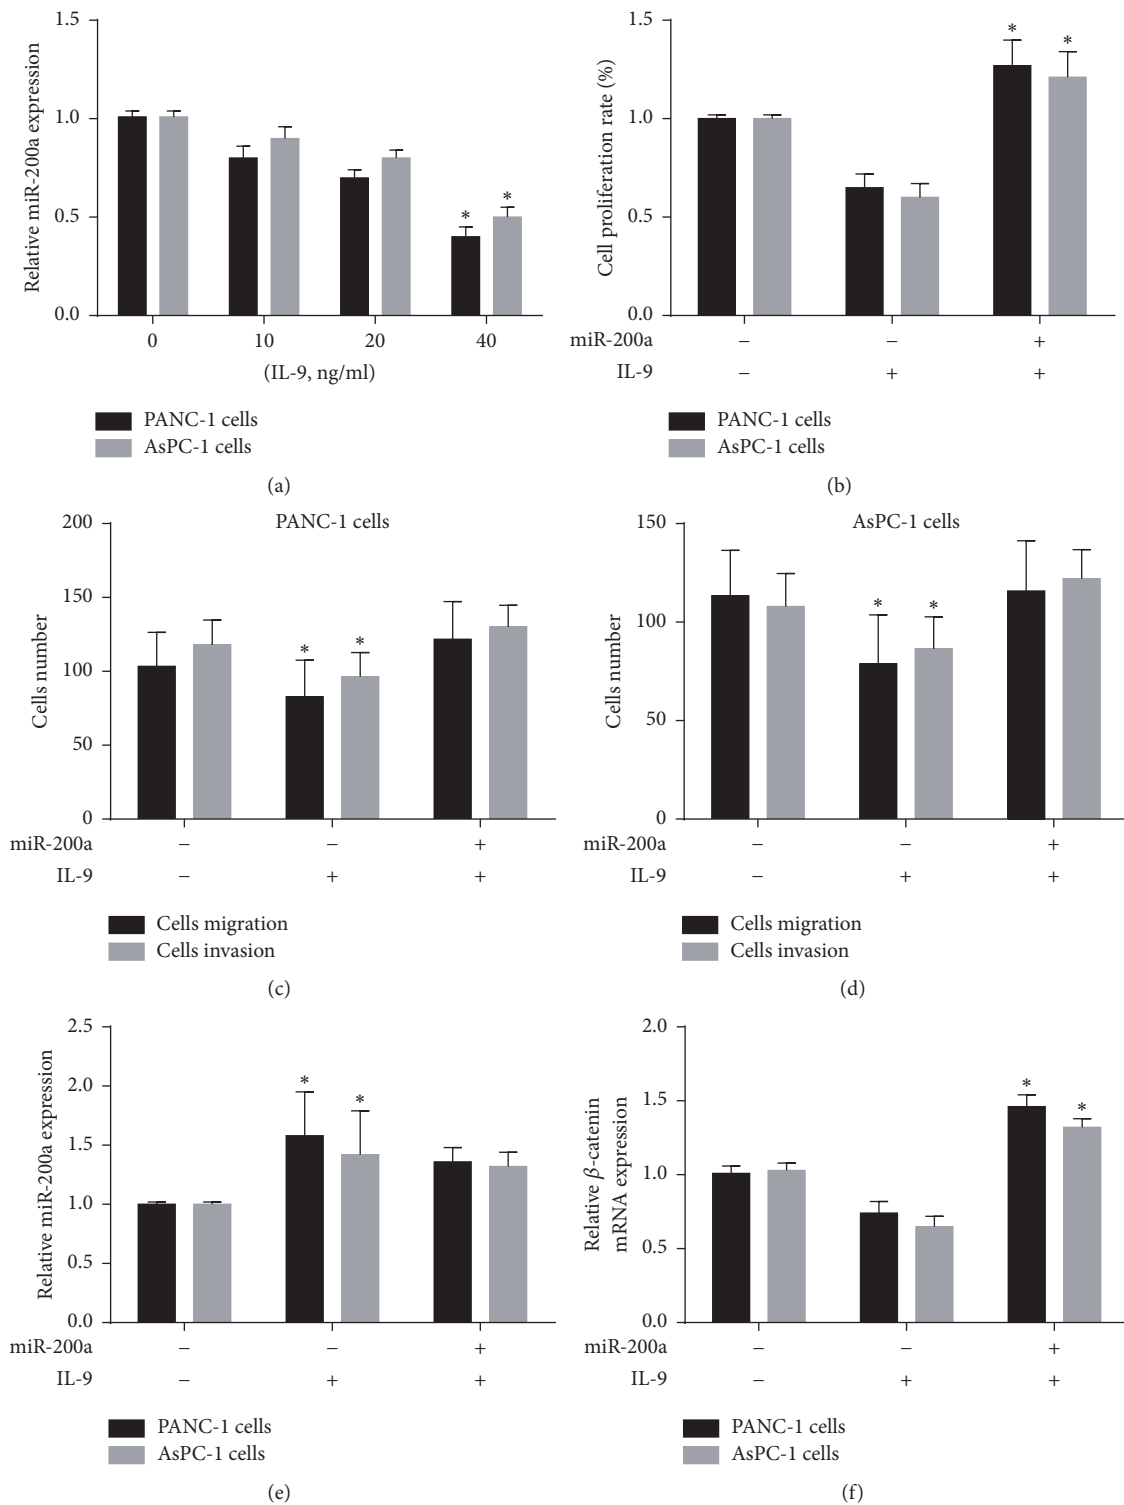 1.5
1.0
0.5
0.0
Relative miR-200a expression
*
*
0
10
20
40
(IL-9, ng/ml)
PANC-1 cells
AsPC-1 cells
(a)
1.5
1.0
0.5
0.0
Cell proliferation rate (%)
*
*
miR-200a
−
−
+
IL-9
−
+
+
PANC-1 cells
AsPC-1 cells
(b)
200
150
100
50
0
Cells number
PANC-1 cells
*
*
miR-200a
−
−
+
IL-9
−
+
+
Cells migration
Cells invasion
(c)
150
100
50
0
Cells number
AsPC-1 cells
*
*
miR-200a
−
−
+
IL-9
−
+
+
Cells migration
Cells invasion
(d)
2.5
2.0
1.5
1.0
0.5
0.0
Relative miR-200a expression
*
*
miR-200a
−
−
+
IL-9
−
+
+
PANC-1 cells
AsPC-1 cells
(e)
2.0
1.5
1.0
0.5
0.0
Relative β-catenin
mRNA expression
*
*
miR-200a
−
−
+
IL-9
−
+
+
PANC-1 cells
AsPC-1 cells
(f)